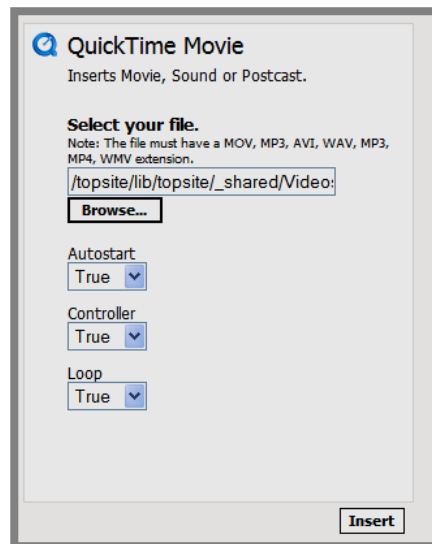 QuickTime Movie
Inserts Movie, Sound or Postcast.
Select your file.
Note: The file must have a MOV, MP3, AVI, WAV, MP3,
MP4, WMV extension.
/topsite/lib/topsite/_shared/Videos
Browse...
Autostart
True
Controller
True
Loop
True
Insert